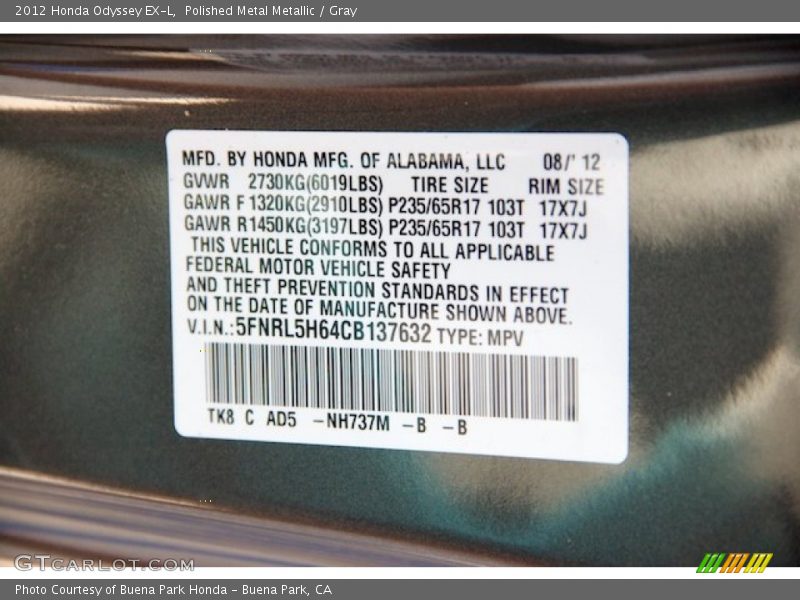 2012 Honda Odyssey EX-L, Polished Metal Metallic / Gray
MFD. BY HONDA MFG. OF ALABAMA, LLC 08/' 12
GVWR 2730KG(6019LBS) TIRE SIZE RIM SIZE
GAWR F 1320KG(2910LBS) P235/65R17 103T 17X7J
GAWR R1450KG(3197LBS) P235/65R17 103T 17X7J
THIS VEHICLE CONFORMS TO ALL APPLICABLE
FEDERAL MOTOR VEHICLE SAFETY
AND THEFT PREVENTION STANDARDS IN EFFECT
ON THE DATE OF MANUFACTURE SHOWN ABOVE.
V.I.N.:5FNRL5H64CB137632 TYPE: MPV
TK8 C AD5 -NH737M -B -B
GTCARLOT.COM
Photo Courtesy of Buena Park Honda - Buena Park, CA